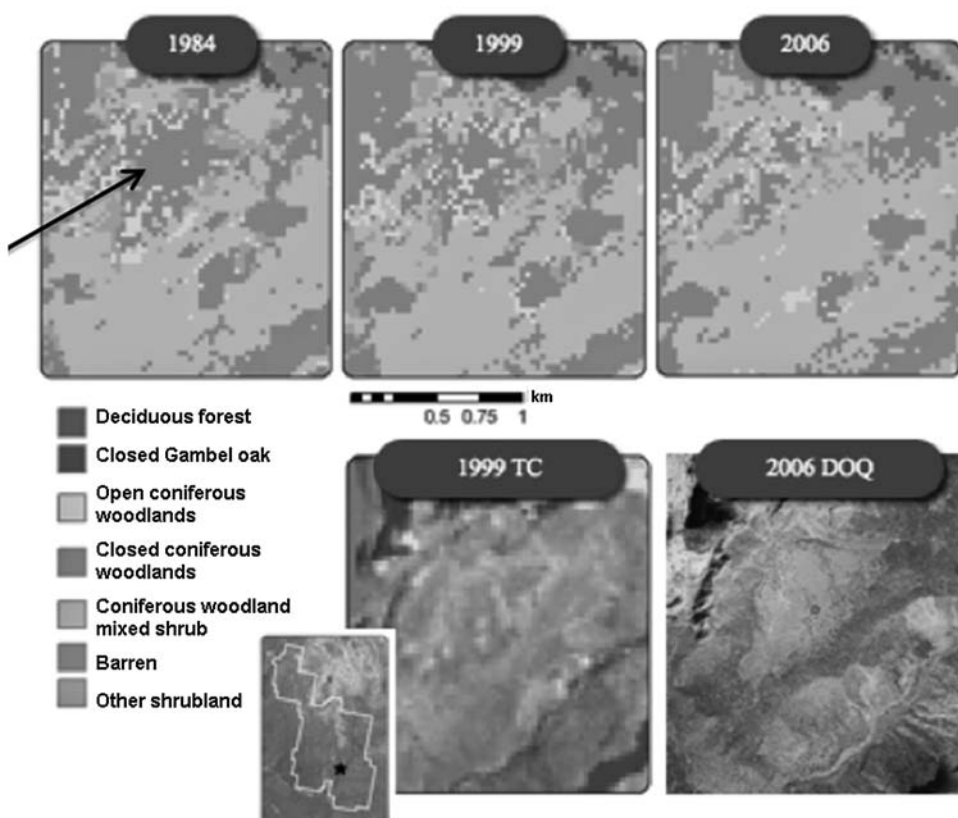 1984
1999
2006
km
0.5 0.75 1
Deciduous forest
Closed Gambel oak
Open coniferous
woodlands
Closed coniferous
woodlands
Coniferous woodland
mixed shrub
Barren
Other shrubland
1999 TC
2006 DOQ